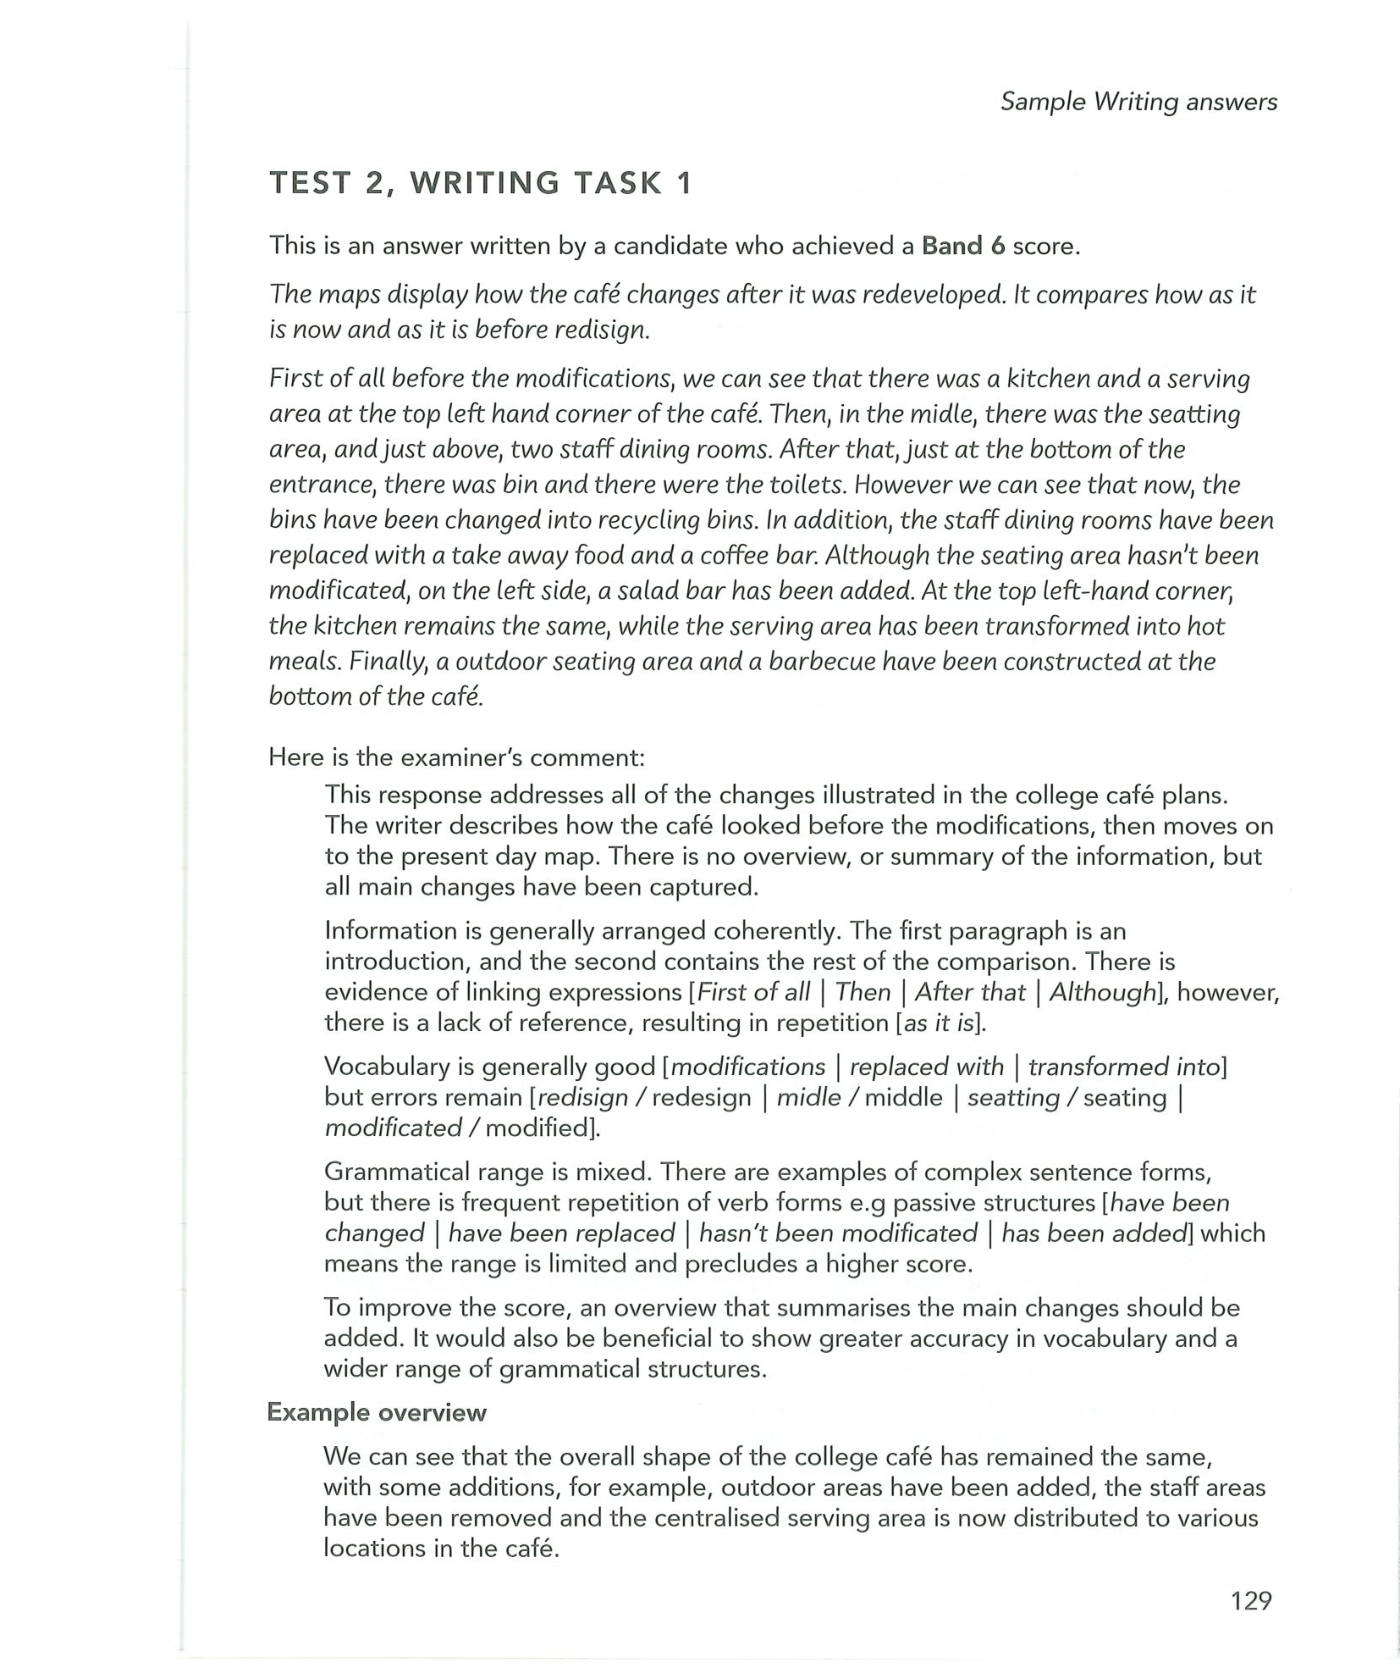 Sample Writing answers
TEST 2, WRITING TASK 1
This is an answer written by a candidate who achieved a Band 6 score.
The maps display how the café changes after it was redeveloped. It compares how as it
is now and as it is before redisign.
First of all before the modifications, we can see that there was a kitchen and a serving
area at the top left hand corner of the café. Then, in the midle, there was the seatting
area, and just above, two staff dining rooms. After that, just at the bottom of the
entrance, there was bin and there were the toilets. However we can see that now, the
bins have been changed into recycling bins. In addition, the staff dining rooms have been
replaced with a take away food and a coffee bar. Although the seating area hasn't been
modificated, on the left side, a salad bar has been added. At the top left-hand corner,
the kitchen remains the same, while the serving area has been transformed into hot
meals. Finally, a outdoor seating area and a barbecue have been constructed at the
bottom of the café.
Here is the examiner's comment:
This response addresses all of the changes illustrated in the college café plans.
The writer describes how the café looked before the modifications, then moves on
to the present day map. There is no overview, or summary of the information, but
all main changes have been captured.
Information is generally arranged coherently. The first paragraph is an
introduction, and the second contains the rest of the comparison. There is
evidence of linking expressions [First of all | Then | After that | Although], however,
there is a lack of reference, resulting in repetition [as it is].
Vocabulary is generally good [modifications | replaced with | transformed into]
but errors remain [redisign / redesign | midle / middle | seatting / seating |
modificated / modified].
Grammatical range is mixed. There are examples of complex sentence forms,
but there is frequent repetition of verb forms e.g passive structures [have been
changed | have been replaced | hasn't been modificated | has been added] which
means the range is limited and precludes a higher score.
To improve the score, an overview that summarises the main changes should be
added. It would also be beneficial to show greater accuracy in vocabulary and a
wider range of grammatical structures.
Example overview
We can see that the overall shape of the college café has remained the same,
with some additions, for example, outdoor areas have been added, the staff areas
have been removed and the centralised serving area is now distributed to various
locations in the café.
129